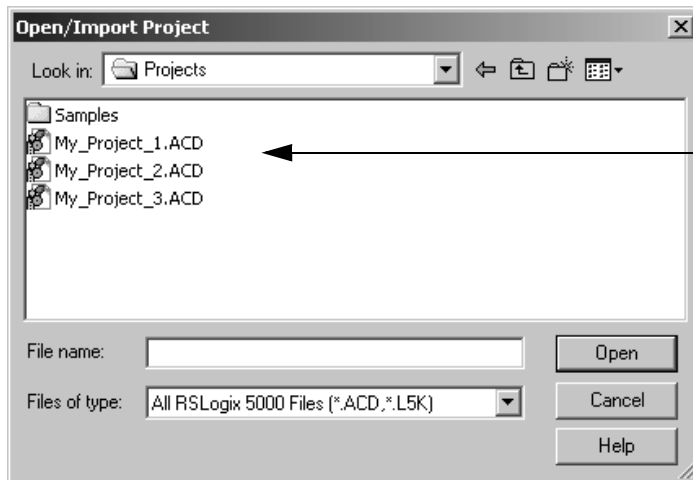 Open/Import Project
Look in: Projects
Samples
My_Project_1.ACD
My_Project_2.ACD
My_Project_3.ACD
File name:
Open
Files of type: All RSLogix 5000 Files (*.ACD,*.L5K)
Cancel
Help